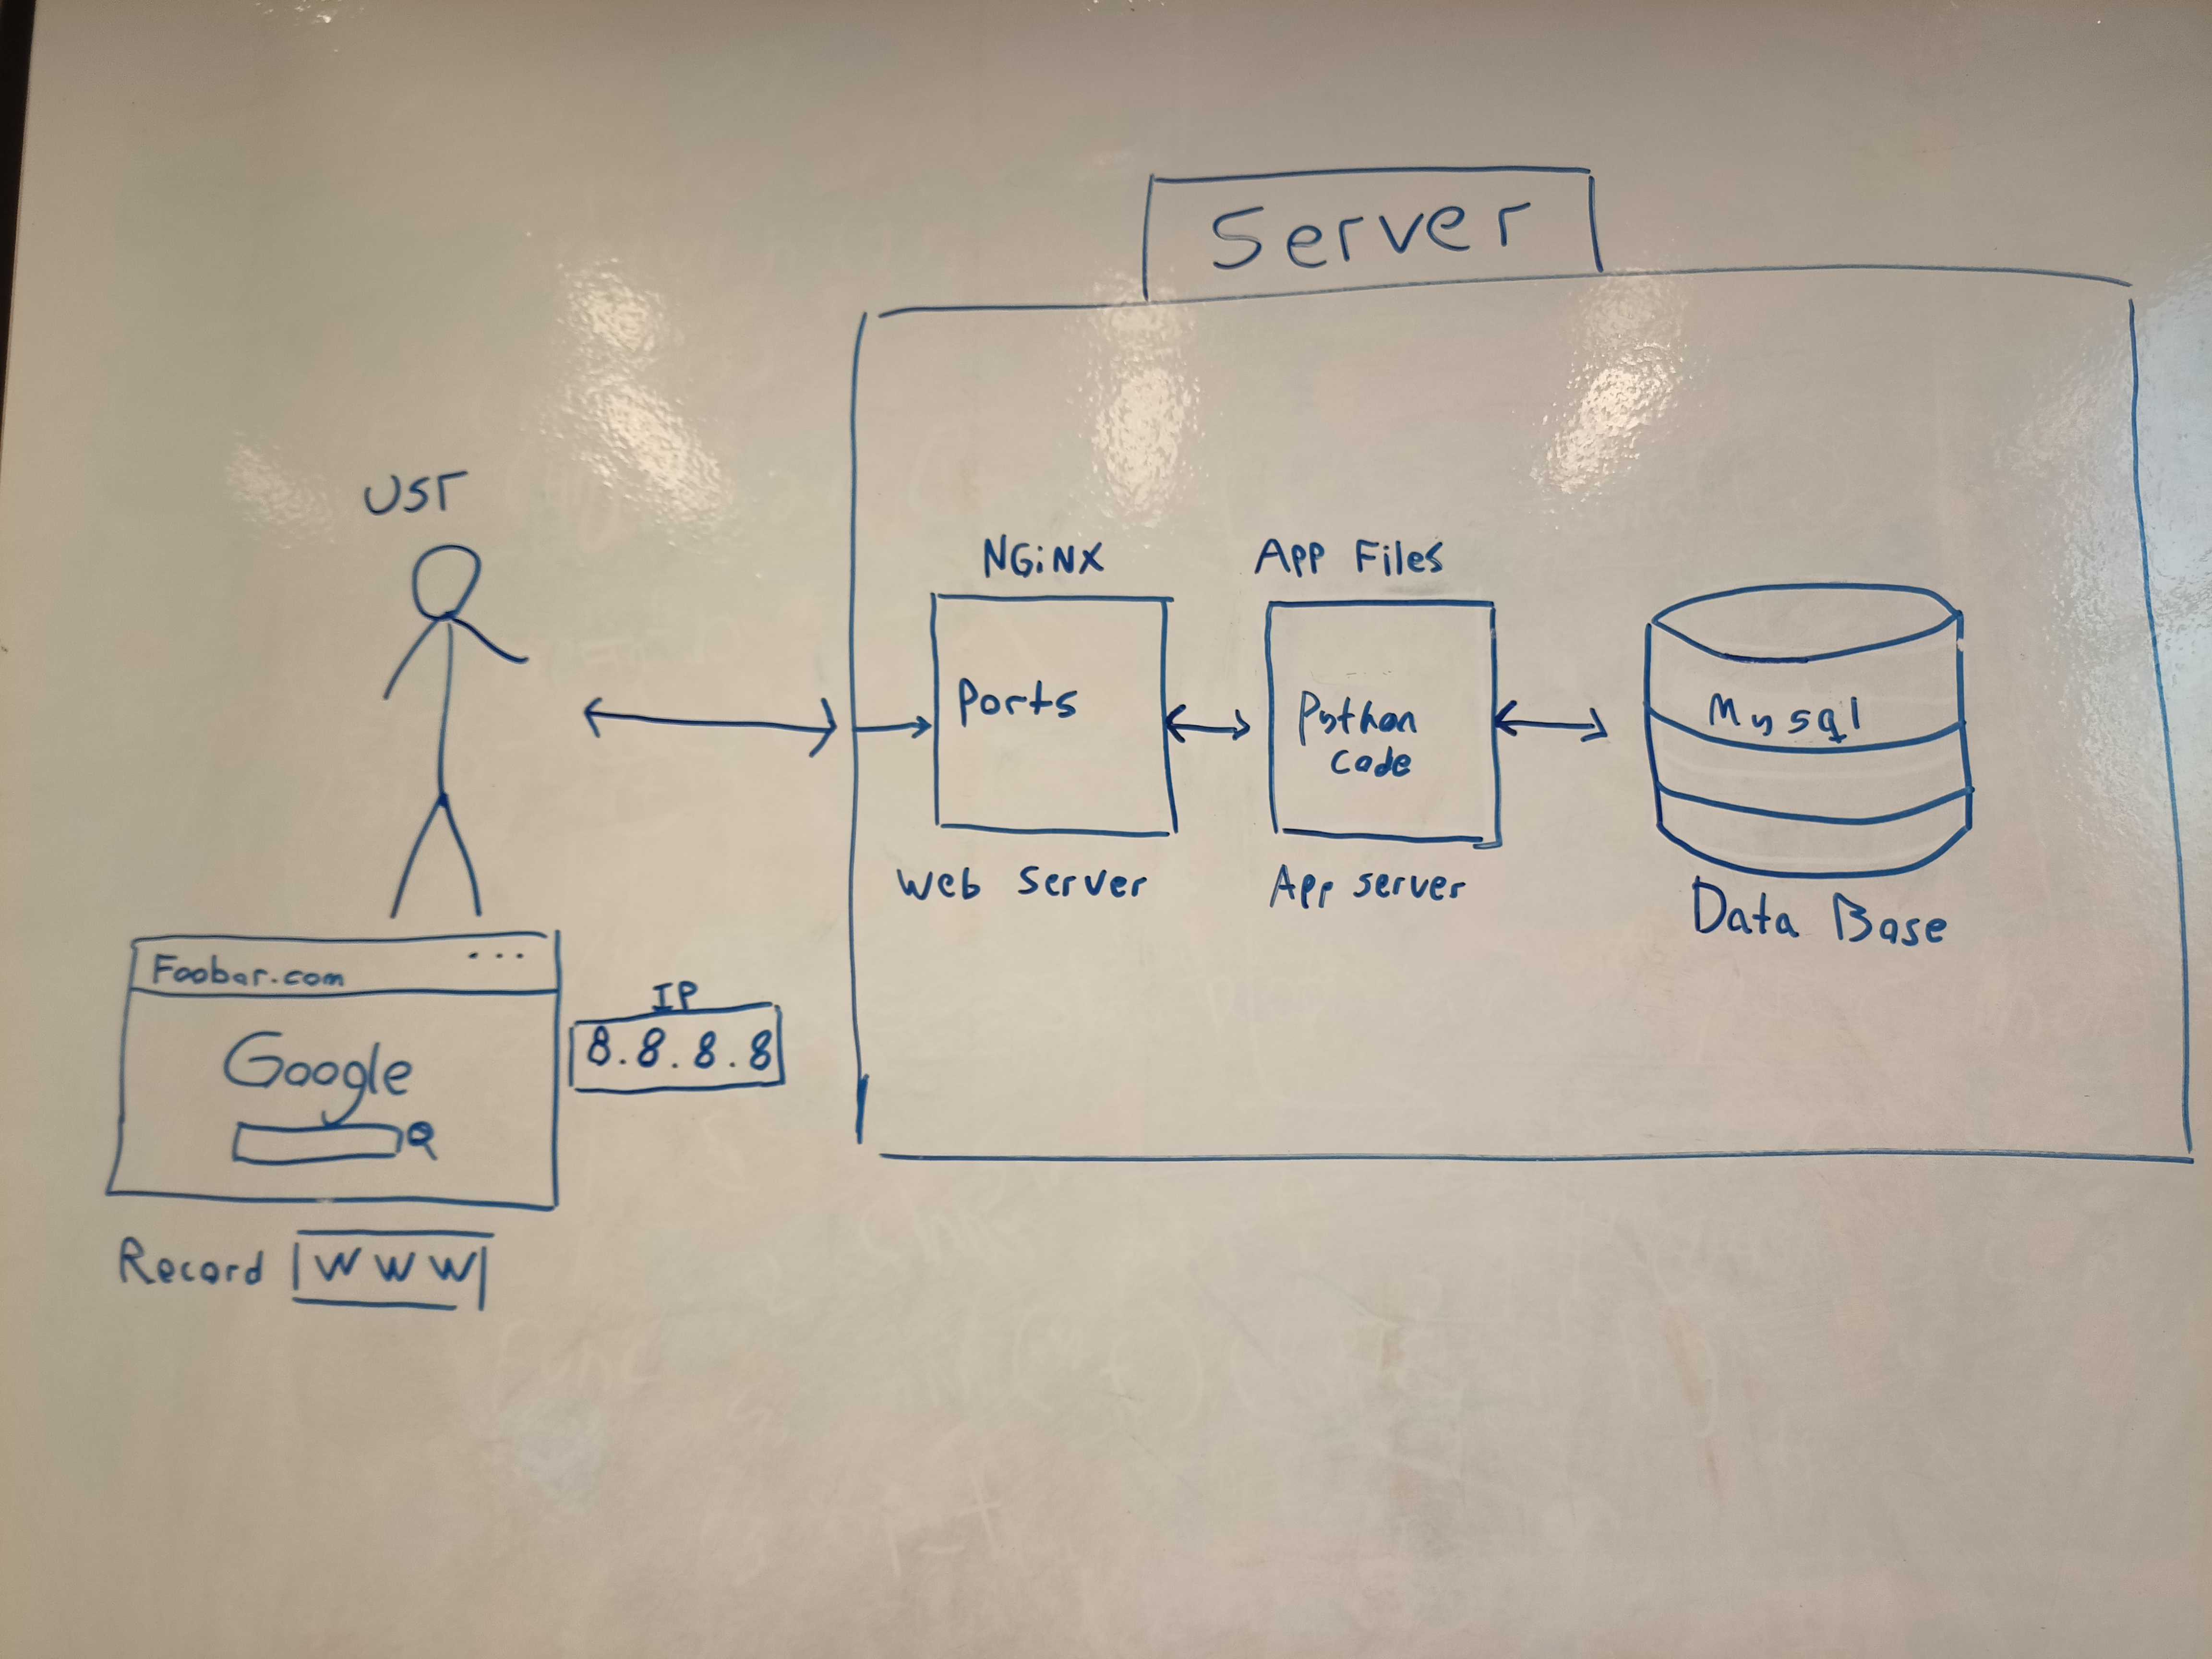 Server
UST
NGiNX
App Files
Ports
Python
code
Mysql
Web Server
App server
Data Base
Foobar.com
...
Google
IP
8.8.8.8
Record
WWW